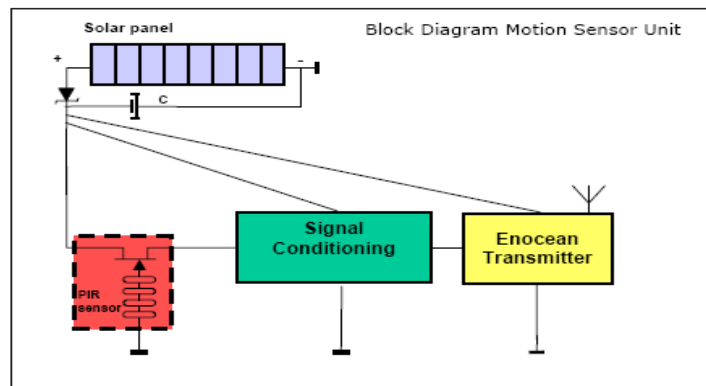 Solar panel
Block Diagram Motion Sensor Unit
+
-
C
Signal
Conditioning
Enocean
Transmitter
PIR
sensor